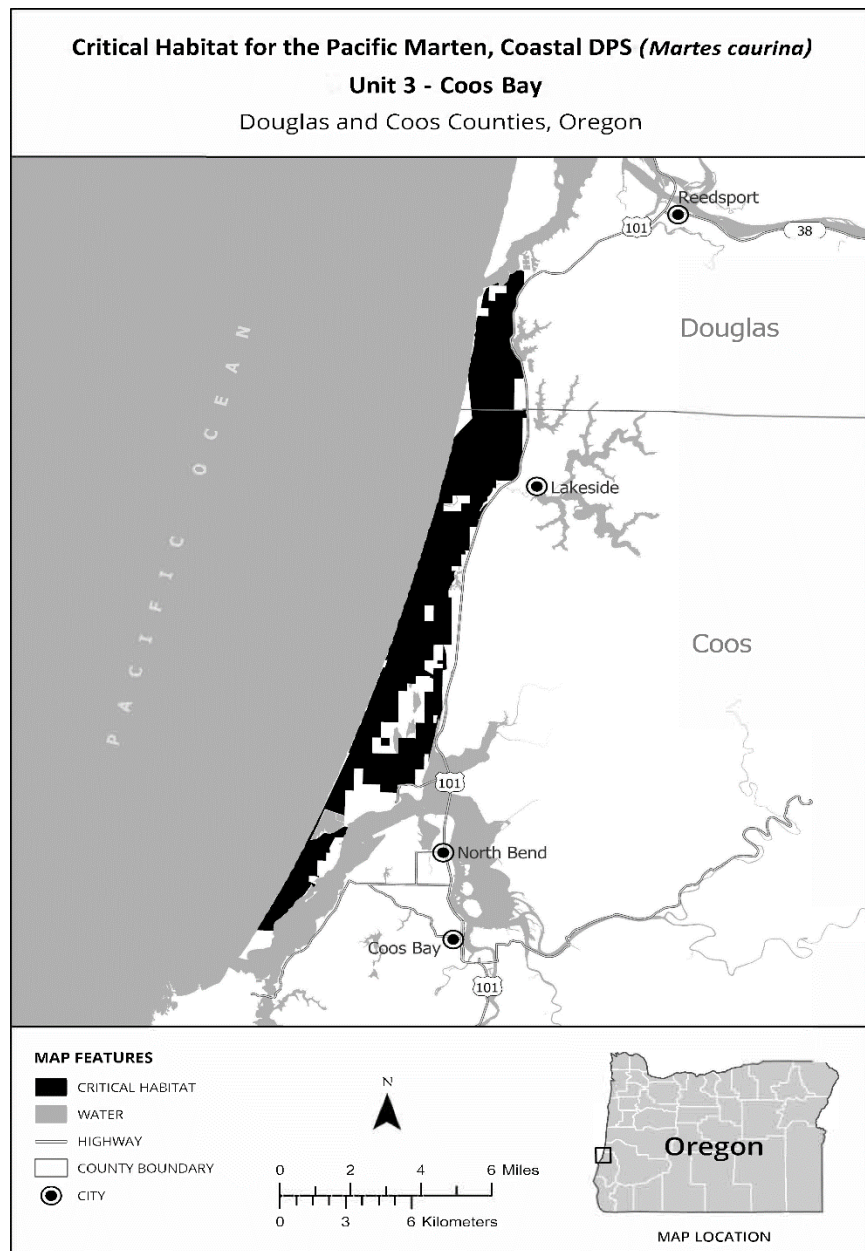 Critical Habitat for the Pacific Marten, Coastal DPS (Martes caurina)
Unit 3 - Coos Bay
Douglas and Coos Counties, Oregon
Reedsport
101
38
Douglas
PACIFIC OCEAN
Lakeside
Coos
101
North Bend
Coos Bay
101
MAP FEATURES
CRITICAL HABITAT
WATER
HIGHWAY
COUNTY BOUNDARY
CITY
N
0 2 4 6 Miles
0 3 6 Kilometers
Oregon
MAP LOCATION